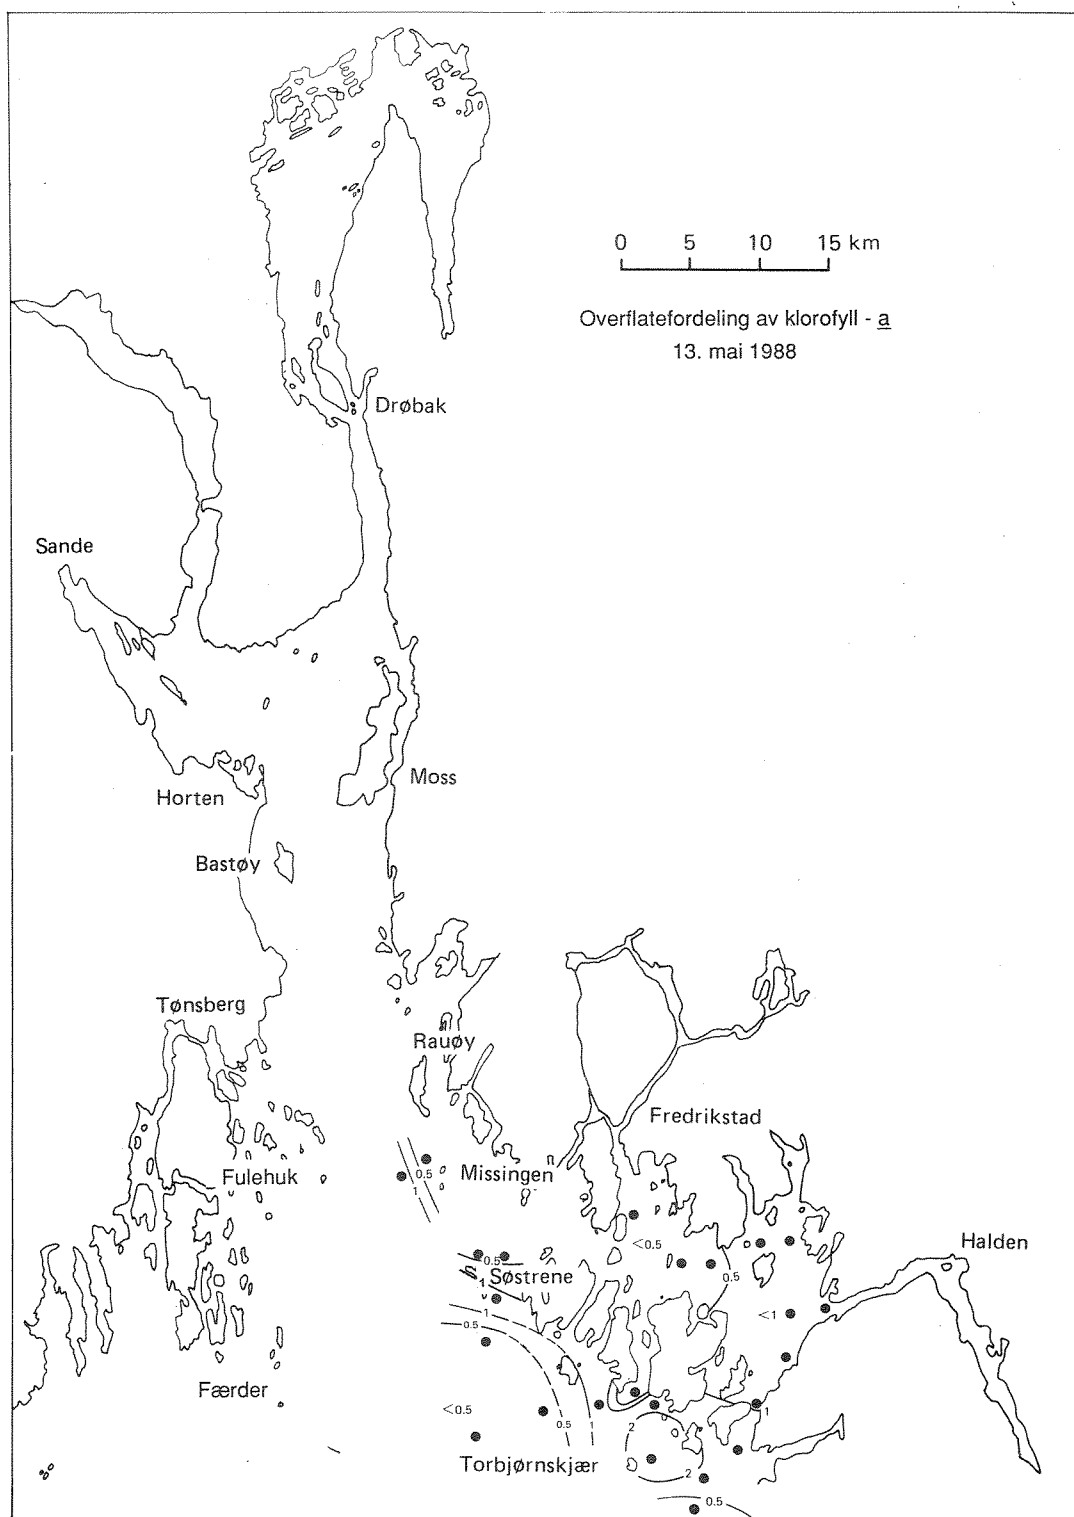 0 5 10 15 km
Overflatefordeling av klorofyll - a
13. mai 1988
Drøbak
Sande
Moss
Horten
Bastøy
Tønsberg
Rauøy
Fredrikstad
Missingen
Fulehuk
0.5
1
<0.5
Halden
0.5
1
Søstrene
0.5
<1
1
0.5
Færder
<0.5
0.5
1
2
1
Torbjørnskjær
2
0.5